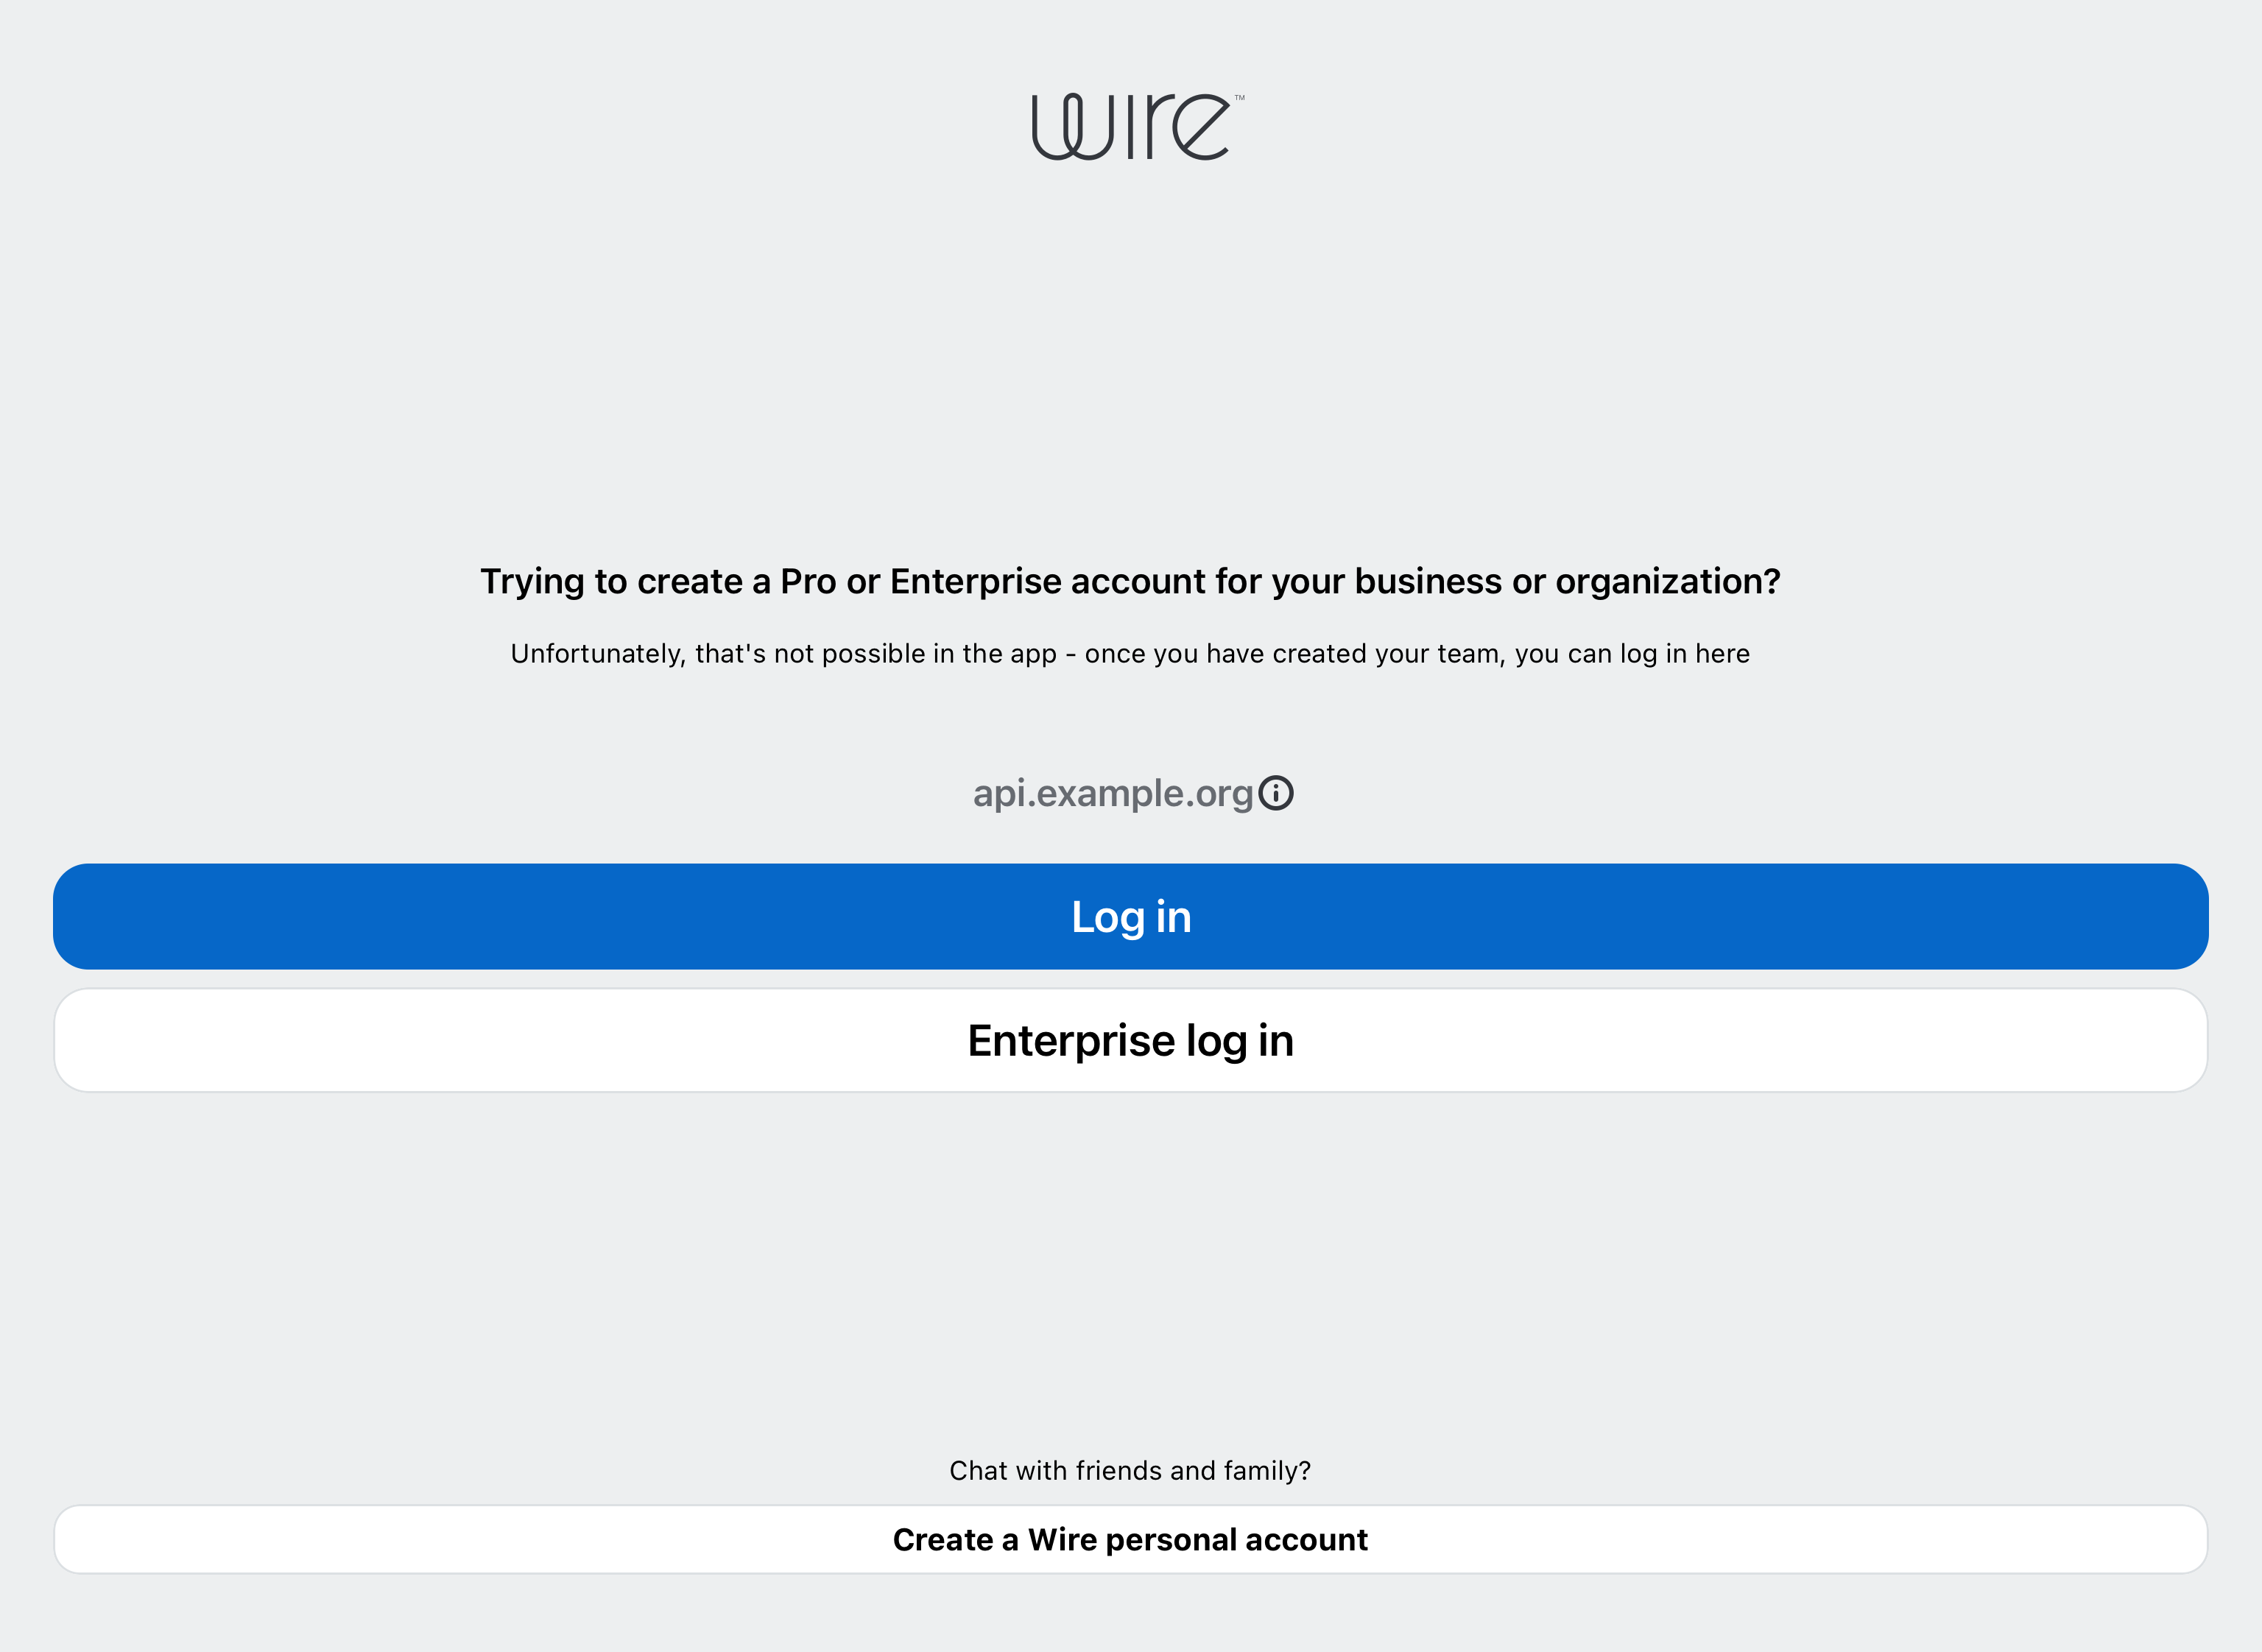 wire™
Trying to create a Pro or Enterprise account for your business or organization?
Unfortunately, that's not possible in the app - once you have created your team, you can log in here
api.example.org
Log in
Enterprise log in
Chat with friends and family?
Create a Wire personal account